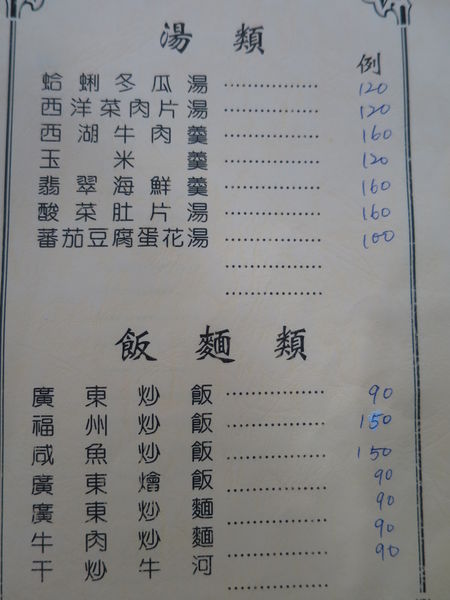 湯類
例
蛤蜊冬瓜湯 .................. 120
西洋菜肉片湯 .................. 120
西湖牛肉羹 .................. 160
玉米羹 .................. 120
翡翠海鮮羹 .................. 160
酸菜肚片湯 .................. 160
蕃茄豆腐蛋花湯 .................. 100
飯麵類
廣東炒飯 .................. 90
福州炒飯 .................. 150
咸魚炒飯 .................. 150
廣東燴飯 .................. 90
廣東炒麵 .................. 90
牛肉炒麵 .................. 90
干炒牛河 .................. 90